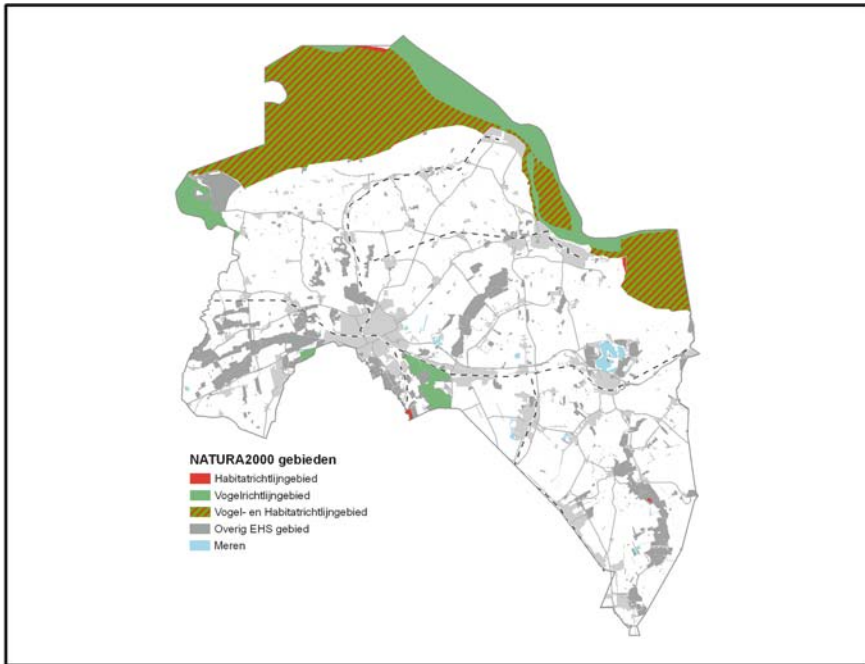 NATURA2000 gebieden
Habitatrichtlijngebied
Vogelrichtlijngebied
Vogel- en Habitatrichtlijngebied
Overig EHS gebied
Meren